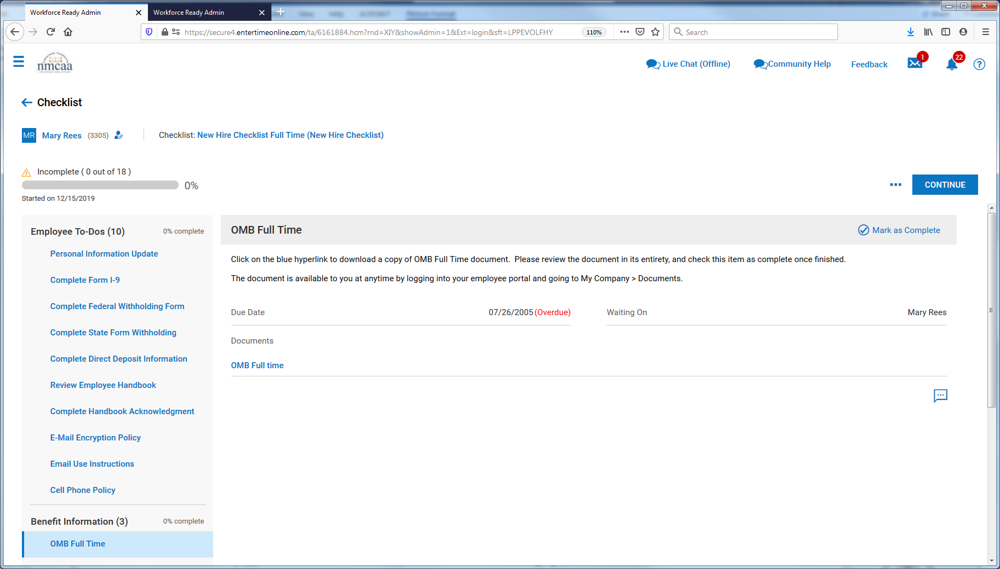 Workforce Ready Admin
Workforce Ready Admin
https://secure4.entertimeonline.com/ta/6161884.hcm?rnd=XIY&showAdmin=1&Ext=login&sft=LPPEVOLFHY
110%
Search
nmcaa
Live Chat (Offline)
Community Help
Feedback
1
22
?
Checklist
MR
Mary Rees (3305)
Checklist: New Hire Checklist Full Time (New Hire Checklist)
Incomplete ( 0 out of 18 )
0%
Started on 12/15/2019
CONTINUE
Employee To-Dos (10)
0% complete
Personal Information Update
Complete Form I-9
Complete Federal Withholding Form
Complete State Form Withholding
Complete Direct Deposit Information
Review Employee Handbook
Complete Handbook Acknowledgment
E-Mail Encryption Policy
Email Use Instructions
Cell Phone Policy
Benefit Information (3)
0% complete
OMB Full Time
OMB Full Time
Mark as Complete
Click on the blue hyperlink to download a copy of OMB Full Time document.  Please review the document in its entirety, and check this item as complete once finished.
The document is available to you at anytime by logging into your employee portal and going to My Company > Documents.
Due Date
07/26/2005 (Overdue)
Waiting On
Mary Rees
Documents
OMB Full time